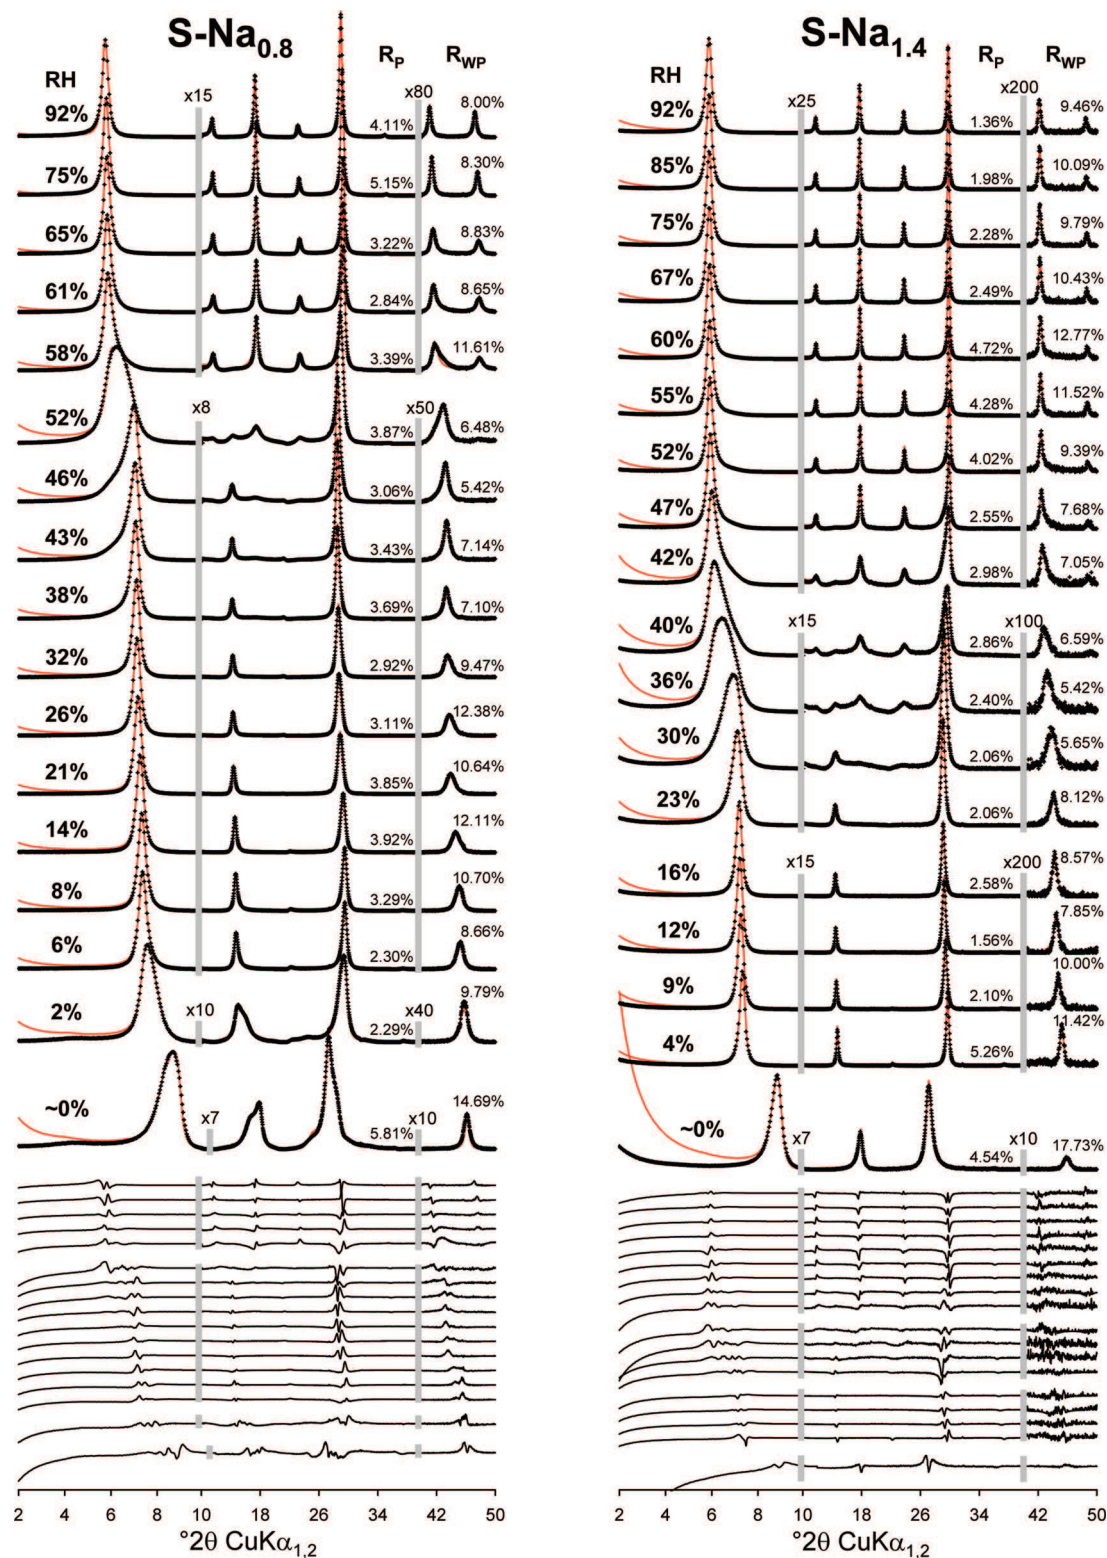 S-Na0.8
RH RP RWP
x15 x80
92% 4.11% 8.00%
75% 5.15% 8.30%
65% 3.22% 8.83%
61% 2.84% 8.65%
58% 3.39% 11.61%
x8 x50
52% 3.87% 6.48%
46% 3.06% 5.42%
43% 3.43% 7.14%
38% 3.69% 7.10%
32% 2.92% 9.47%
26% 3.11% 12.38%
21% 3.85% 10.64%
14% 3.92% 12.11%
8% 3.29% 10.70%
6% 2.30% 8.66%
2% x10 2.29% x40 9.79%
~0% x7 5.81% x10 14.69%
2 4 6 8 10 18 26 34 42 50
°2θ CuKα1,2
S-Na1.4
RH RP RWP
x25 x200
92% 1.36% 9.46%
85% 1.98% 10.09%
75% 2.28% 9.79%
67% 2.49% 10.43%
60% 4.72% 12.77%
55% 4.28% 11.52%
52% 4.02% 9.39%
47% 2.55% 7.68%
42% 2.98% 7.05%
x15 x100
40% 2.86% 6.59%
36% 2.40% 5.42%
30% 2.06% 5.65%
23% 2.06% 8.12%
x15 x200
16% 2.58% 8.57%
12% 1.56% 7.85%
9% 2.10% 10.00%
4% 5.26% 11.42%
~0% x7 4.54% x10 17.73%
2 4 6 8 10 18 26 34 42 50
°2θ CuKα1,2